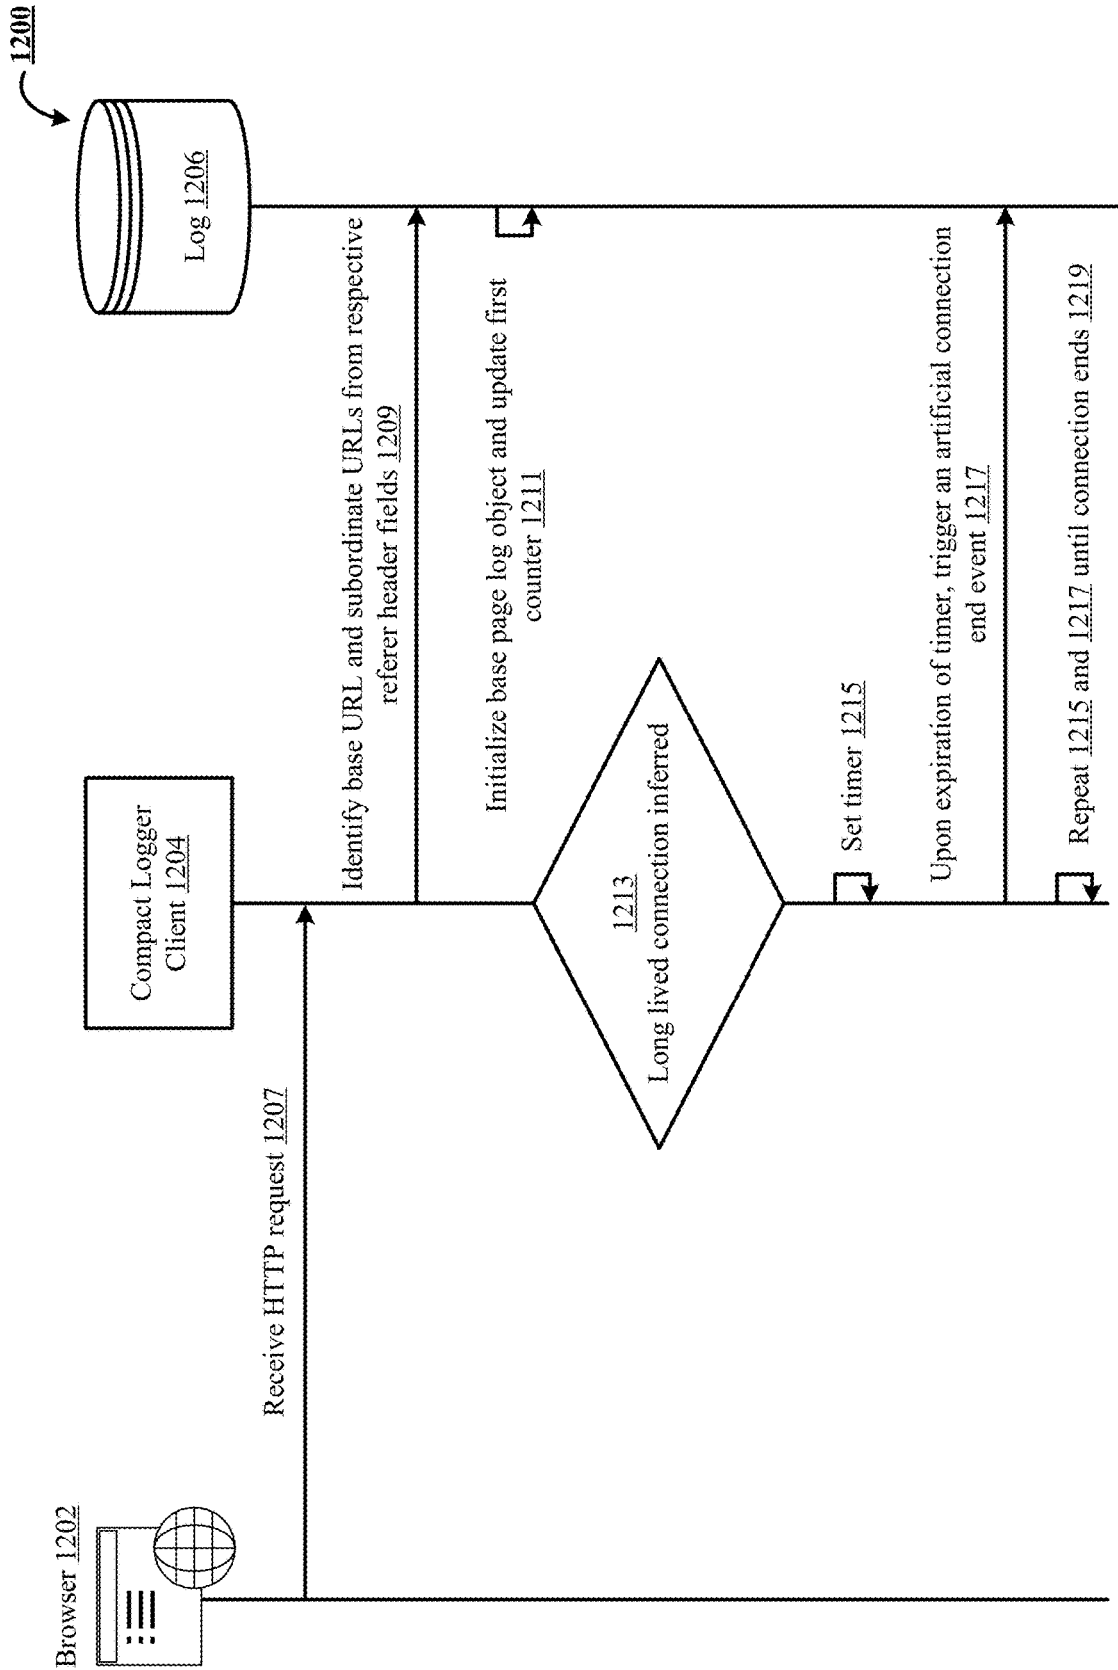 1200
Browser 1202
Compact Logger
Client 1204
Log 1206
Receive HTTP request 1207
Identify base URL and subordinate URLs from respective
referer header fields 1209
Initialize base page log object and update first
counter 1211
1213
Long lived connection inferred
Set timer 1215
Upon expiration of timer, trigger an artificial connection
end event 1217
Repeat 1215 and 1217 until connection ends 1219